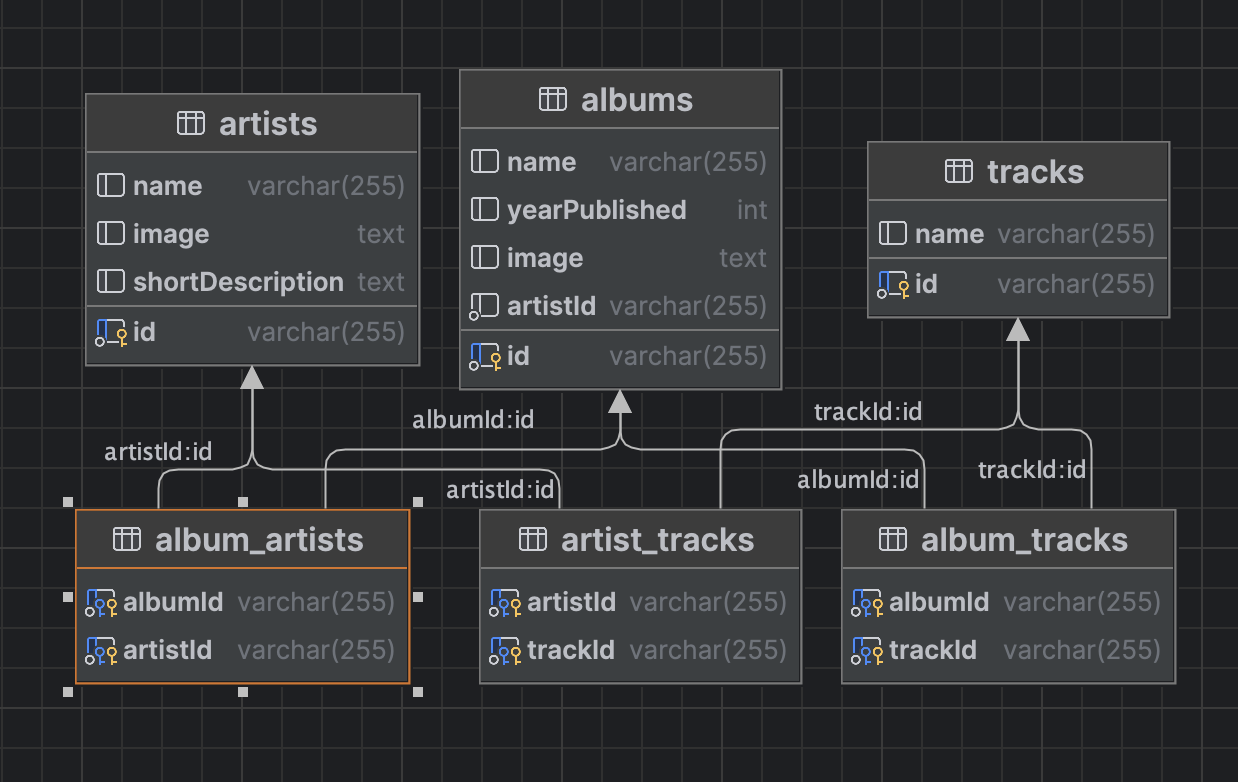 artists
name varchar(255)
image text
shortDescription text
id varchar(255)
albums
name varchar(255)
yearPublished int
image text
artistId varchar(255)
id varchar(255)
tracks
name varchar(255)
id varchar(255)
artistId:id
albumId:id
artistId:id
trackId:id
albumId:id
trackId:id
album_artists
albumId varchar(255)
artistId varchar(255)
artist_tracks
artistId varchar(255)
trackId varchar(255)
album_tracks
albumId varchar(255)
trackId varchar(255)